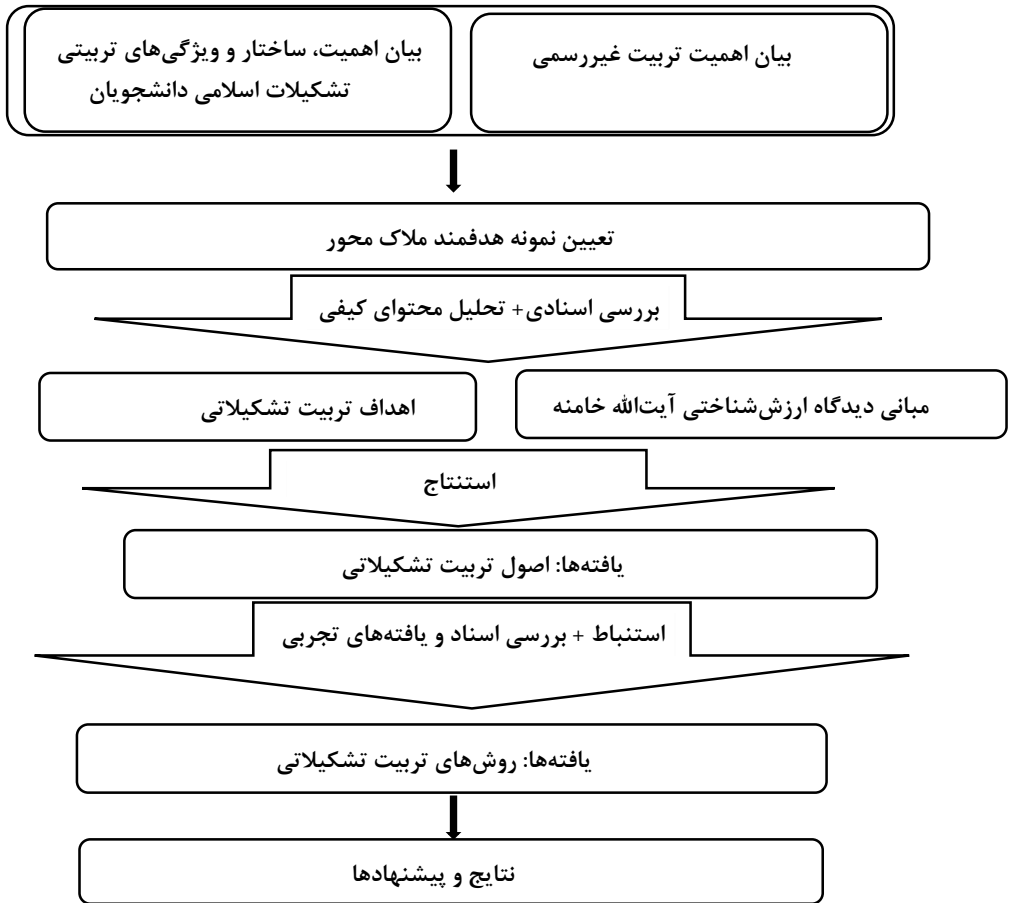 بیان اهمیت تربیت غیررسمی
بیان اهمیت، ساختار و ویژگی‌های تربیتی
تشکیلات اسلامی دانشجویان
تعیین نمونه هدفمند ملاک محور
بررسی اسنادی+ تحلیل محتوای کیفی
مبانی دیدگاه ارزش‌شناختی آیت‌الله خامنه
اهداف تربیت تشکیلاتی
استنتاج
یافته‌ها: اصول تربیت تشکیلاتی
استنباط + بررسی اسناد و یافته‌های تجربی
یافته‌ها: روش‌های تربیت تشکیلاتی
نتایج و پیشنهادها